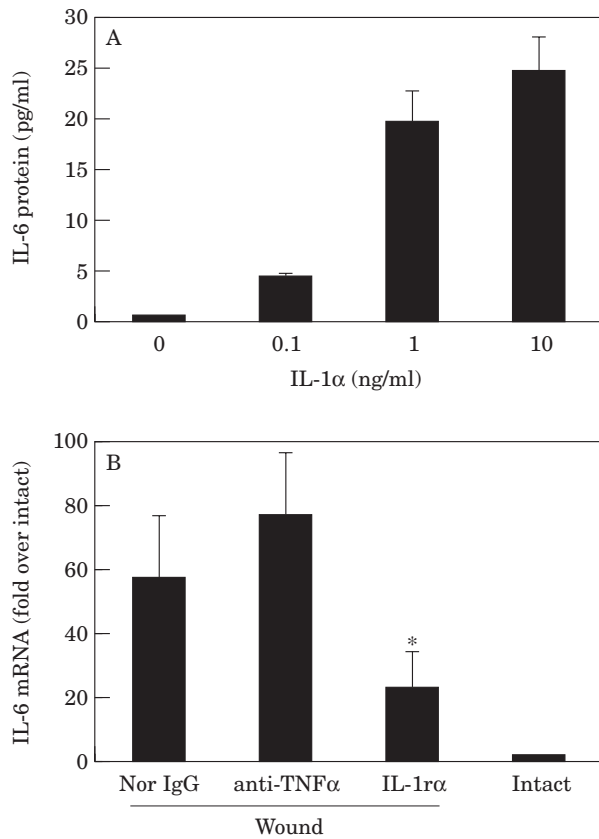 A
IL-6 protein (pg/ml)
30
25
20
15
10
5
0
0 0.1 1 10
IL-1α (ng/ml)
B
IL-6 mRNA (fold over intact)
100
80
60
40
20
0
*
Nor IgG anti-TNFα IL-1rα Intact
Wound